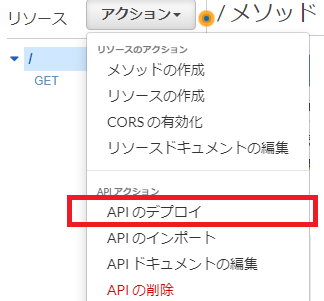 リソース アクション / メソッド
リソースのアクション
/ メソッドの作成
GET リソースの作成
CORS の有効化
リソースドキュメントの編集
API アクション
API のデプロイ
API のインポート
API ドキュメントの編集
API の削除